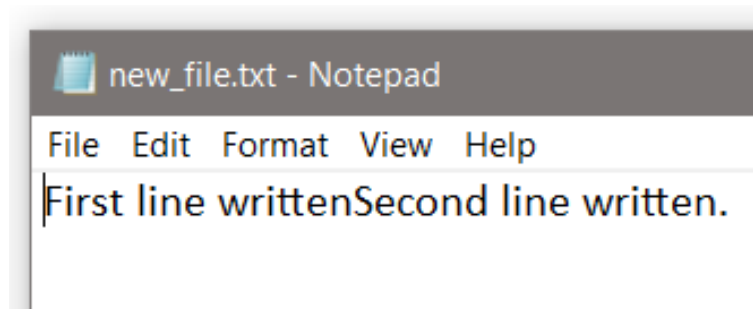 new_file.txt - Notepad
File Edit Format View Help
First line writtenSecond line written.